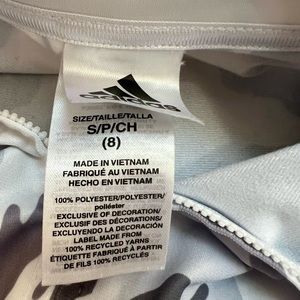 adidas
SIZE/TAILLE/TALLA
S/P/CH
(8)
MADE IN VIETNAM
FABRIQUÉ AU VIETNAM
HECHO EN VIETNAM
100% POLYESTER/POLYESTER/
poliéster
EXCLUSIVE OF DECORATION/
EXCLUSIF DES DÉCORATIONS/
EXCLUYENDO LA DECORACIÓN
LABEL MADE FROM
100% RECYCLED YARNS
ÉTIQUETTE FABRIQUÉ À PARTIR
DE FILS 100% RECYCLÉS